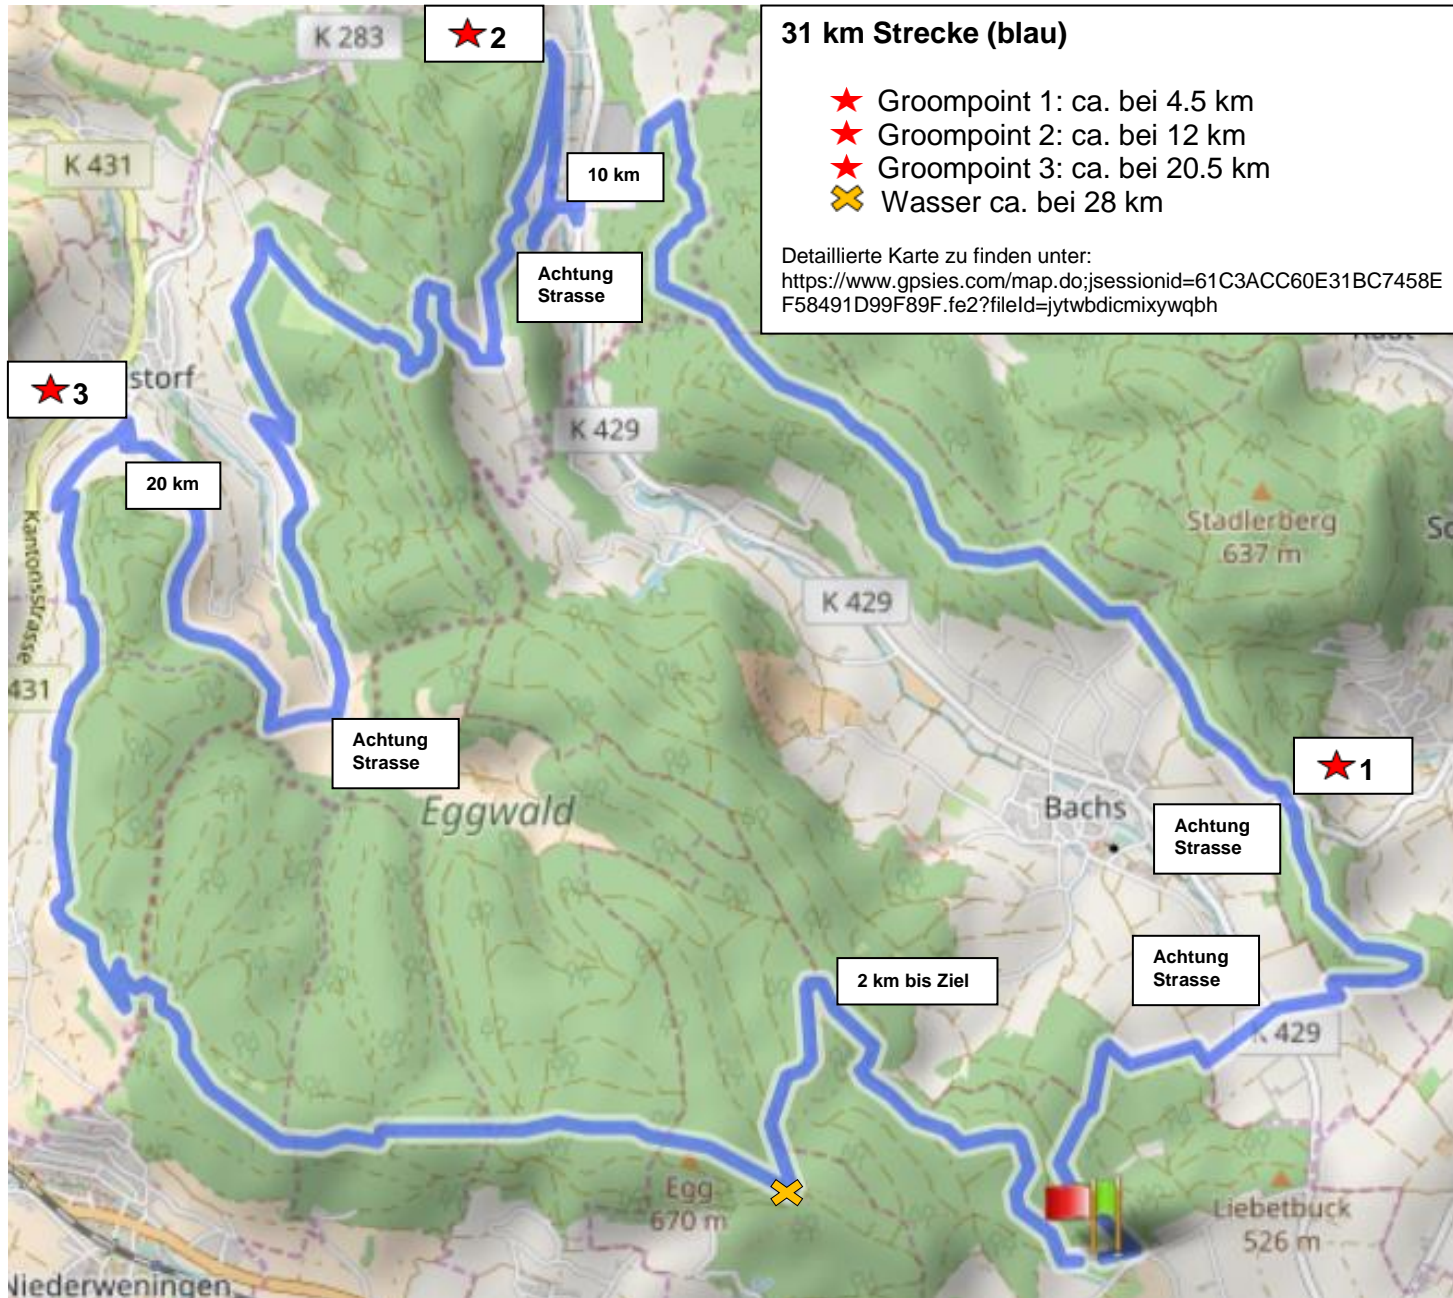 31 km Strecke (blau)
Groompoint 1: ca. bei 4.5 km
Groompoint 2: ca. bei 12 km
Groompoint 3: ca. bei 20.5 km
Wasser ca. bei 28 km
Detaillierte Karte zu finden unter:
https://www.gpsies.com/map.do;jsessionid=61C3ACC60E31BC7458E
F58491D99F89F.fe2?fileId=jytwbdicmixywqbh
K 283
2
K 431
10 km
Achtung
Strasse
storf
3
K 429
20 km
Stadlerberg
637 m
Kantonsstrasse
K 429
431
Achtung
Strasse
1
Eggwald
Bachs
Achtung
Strasse
Achtung
Strasse
2 km bis Ziel
K 429
Egg
670 m
Liebetbuck
526 m
Niederweningen